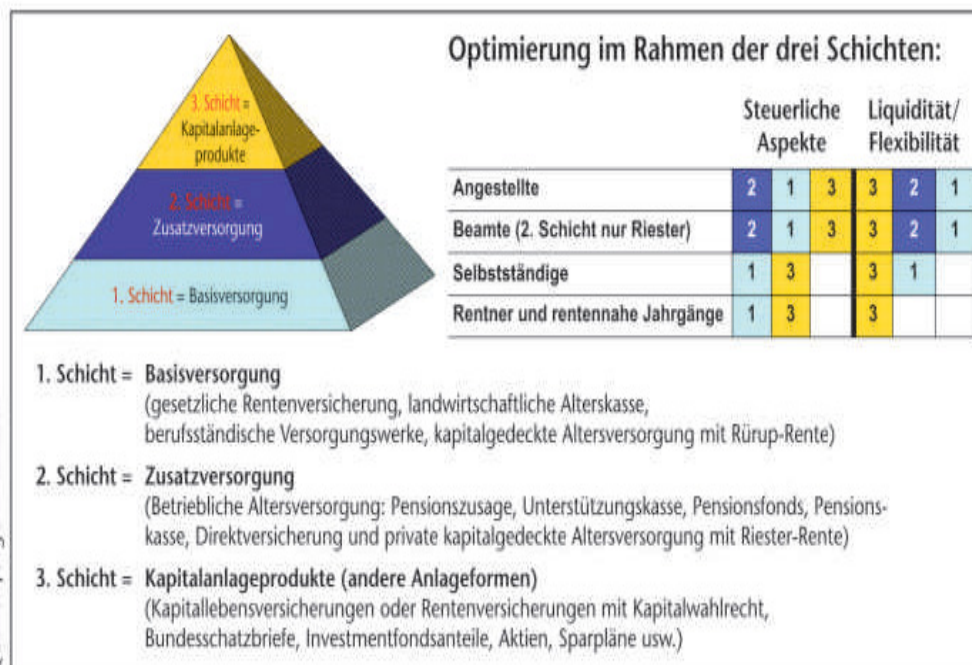 3. Schicht =
Kapitalanlage-
produkte
2. Schicht =
Zusatzversorgung
1. Schicht = Basisversorgung
Optimierung im Rahmen der drei Schichten:
Steuerliche Aspekte
Liquidität/ Flexibilität
Angestellte 2 1 3 3 2 1
Beamte (2. Schicht nur Riester) 2 1 3 3 2 1
Selbstständige 1 3 3 1
Rentner und rentennahe Jahrgänge 1 3 3
1. Schicht = Basisversorgung
(gesetzliche Rentenversicherung, landwirtschaftliche Alterskasse,
berufsständische Versorgungswerke, kapitalgedeckte Altersversorgung mit Rürup-Rente)
2. Schicht = Zusatzversorgung
(Betriebliche Altersversorgung: Pensionszusage, Unterstützungskasse, Pensionsfonds, Pensions-
kasse, Direktversicherung und private kapitalgedeckte Altersversorgung mit Riester-Rente)
3. Schicht = Kapitalanlageprodukte (andere Anlageformen)
(Kapitallebensversicherungen oder Rentenversicherungen mit Kapitalwahlrecht,
Bundesschatzbriefe, Investmentfondsanteile, Aktien, Sparpläne usw.)